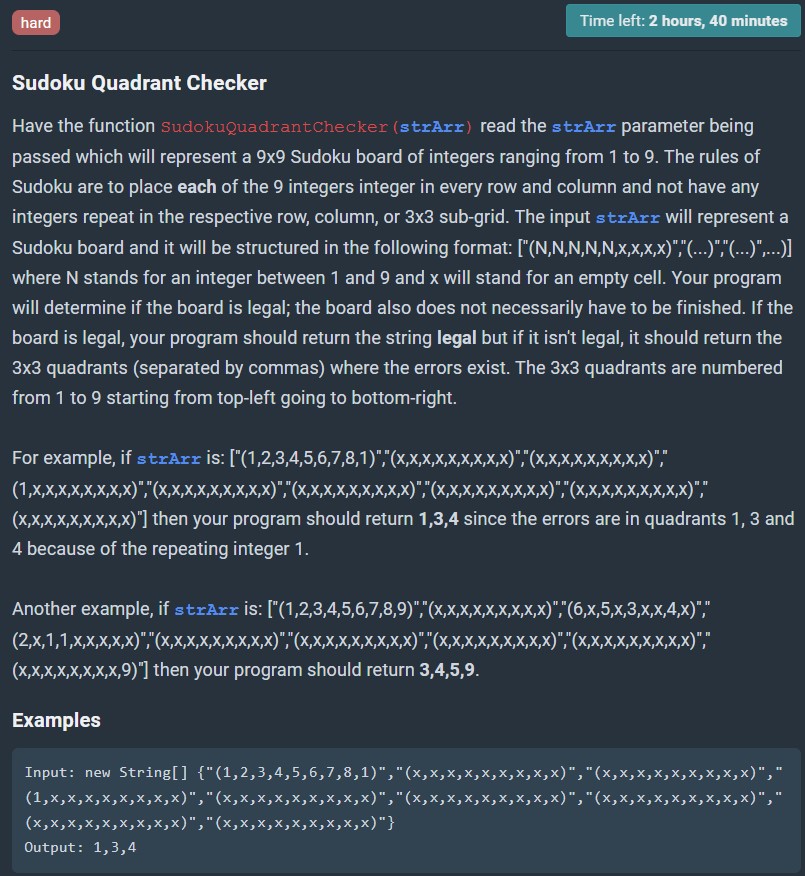 hard
Time left: 2 hours, 40 minutes
Sudoku Quadrant Checker
Have the function SudokuQuadrantChecker(strArr) read the strArr parameter being
passed which will represent a 9x9 Sudoku board of integers ranging from 1 to 9. The rules of
Sudoku are to place each of the 9 integers integer in every row and column and not have any
integers repeat in the respective row, column, or 3x3 sub-grid. The input strArr will represent a
Sudoku board and it will be structured in the following format: ["(N,N,N,N,N,x,x,x,x)","(...)","(...)",...)]
where N stands for an integer between 1 and 9 and x will stand for an empty cell. Your program
will determine if the board is legal; the board also does not necessarily have to be finished. If the
board is legal, your program should return the string legal but if it isn't legal, it should return the
3x3 quadrants (separated by commas) where the errors exist. The 3x3 quadrants are numbered
from 1 to 9 starting from top-left going to bottom-right.
For example, if strArr is: ["(1,2,3,4,5,6,7,8,1)","(x,x,x,x,x,x,x,x,x)","(x,x,x,x,x,x,x,x,x)","
(1,x,x,x,x,x,x,x,x)","(x,x,x,x,x,x,x,x,x)","(x,x,x,x,x,x,x,x,x)","(x,x,x,x,x,x,x,x,x)","(x,x,x,x,x,x,x,x,x)","
(x,x,x,x,x,x,x,x,x)"] then your program should return 1,3,4 since the errors are in quadrants 1, 3 and
4 because of the repeating integer 1.
Another example, if strArr is: ["(1,2,3,4,5,6,7,8,9)","(x,x,x,x,x,x,x,x,x)","(6,x,5,x,3,x,x,4,x)","
(2,x,1,1,x,x,x,x,x)","(x,x,x,x,x,x,x,x,x)","(x,x,x,x,x,x,x,x,x)","(x,x,x,x,x,x,x,x,x)","(x,x,x,x,x,x,x,x,x)","
(x,x,x,x,x,x,x,x,9)"] then your program should return 3,4,5,9.
Examples
Input: new String[] {"(1,2,3,4,5,6,7,8,1)","(x,x,x,x,x,x,x,x,x)","(x,x,x,x,x,x,x,x,x)","
(1,x,x,x,x,x,x,x,x)","(x,x,x,x,x,x,x,x,x)","(x,x,x,x,x,x,x,x,x)","(x,x,x,x,x,x,x,x,x)","
(x,x,x,x,x,x,x,x,x)","(x,x,x,x,x,x,x,x,x)"}
Output: 1,3,4